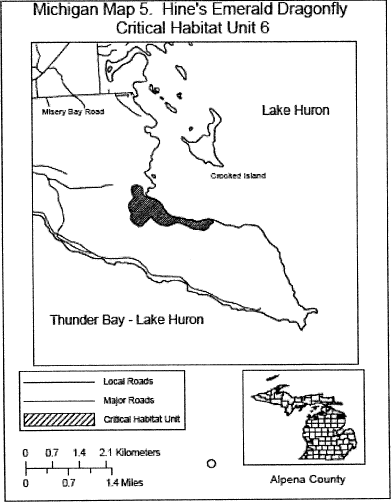 Michigan Map 5. Hine's Emerald Dragonfly
Critical Habitat Unit 6
Lake Huron
Misery Bay Road
Crooked Island
Thunder Bay - Lake Huron
Local Roads
Major Roads
Critical Habitat Unit
0 0.7 1.4 2.1 Kilometers
0 0.7 1.4 Miles
Alpena County